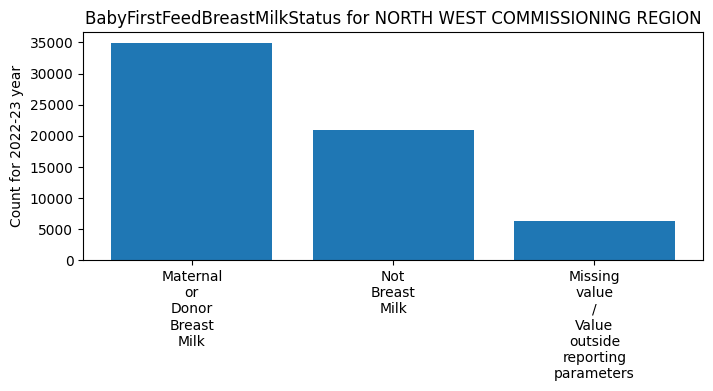 BabyFirstFeedBreastMilkStatus for NORTH WEST COMMISSIONING REGION
Count for 2022-23 year
35000
30000
25000
20000
15000
10000
5000
0
Maternal
or
Donor
Breast
Milk
Not
Breast
Milk
Missing
value
/
Value
outside
reporting
parameters